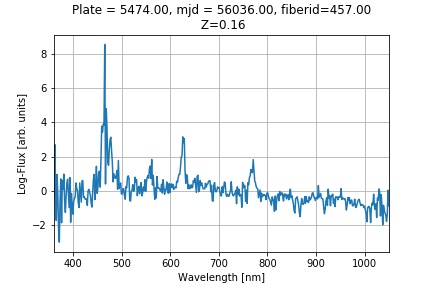 Plate = 5474.00, mjd = 56036.00, fiberid=457.00
Z=0.16
Log-Flux [arb. units]
8
6
4
2
0
−2
400 500 600 700 800 900 1000
Wavelength [nm]